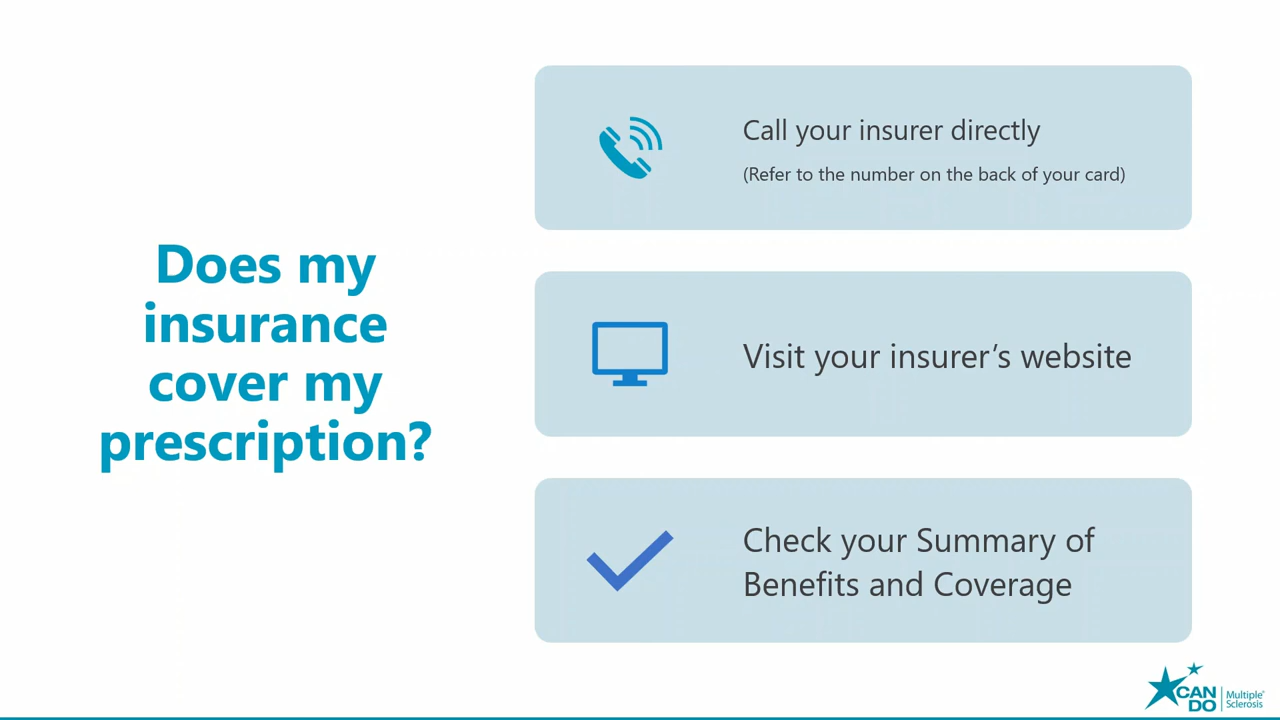 Does my
insurance
cover my
prescription?
Call your insurer directly
(Refer to the number on the back of your card)
Visit your insurer’s website
Check your Summary of
Benefits and Coverage
CAN
DO
Multiple®
Sclerosis